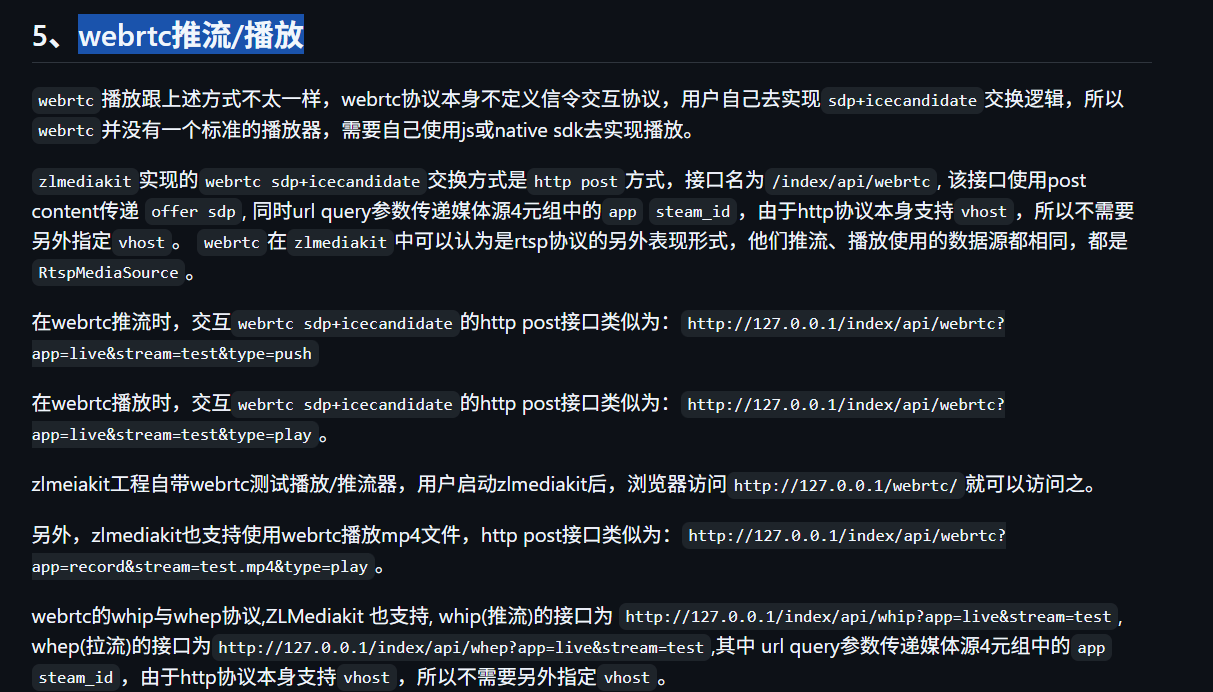 5、webrtc推流/播放
webrtc 播放跟上述方式不太一样，webrtc协议本身不定义信令交互协议，用户自己去实现 sdp+icecandidate 交换逻辑，所以
webrtc 并没有一个标准的播放器，需要自己使用js或native sdk去实现播放。
zlmediakit 实现的 webrtc sdp+icecandidate 交换方式是 http post 方式，接口名为 /index/api/webrtc , 该接口使用post
content传递 offer sdp , 同时url query参数传递媒体源4元组中的 app steam_id ，由于http协议本身支持 vhost ，所以不需要
另外指定 vhost 。 webrtc 在 zlmediakit 中可以认为是rtsp协议的另外表现形式，他们推流、播放使用的数据源都相同，都是
RtspMediaSource 。
在webrtc推流时，交互 webrtc sdp+icecandidate 的http post接口类似为： http://127.0.0.1/index/api/webrtc?
app=live&stream=test&type=push
在webrtc播放时，交互 webrtc sdp+icecandidate 的http post接口类似为： http://127.0.0.1/index/api/webrtc?
app=live&stream=test&type=play 。
zlmeiakit工程自带webrtc测试播放/推流器，用户启动zlmediakit后，浏览器访问 http://127.0.0.1/webrtc/ 就可以访问之。
另外，zlmediakit也支持使用webrtc播放mp4文件，http post接口类似为： http://127.0.0.1/index/api/webrtc?
app=record&stream=test.mp4&type=play 。
webrtc的whip与whep协议,ZLMediakit 也支持, whip(推流)的接口为 http://127.0.0.1/index/api/whip?app=live&stream=test ,
whep(拉流)的接口为 http://127.0.0.1/index/api/whep?app=live&stream=test ,其中 url query参数传递媒体源4元组中的 app
steam_id ，由于http协议本身支持 vhost ，所以不需要另外指定 vhost 。